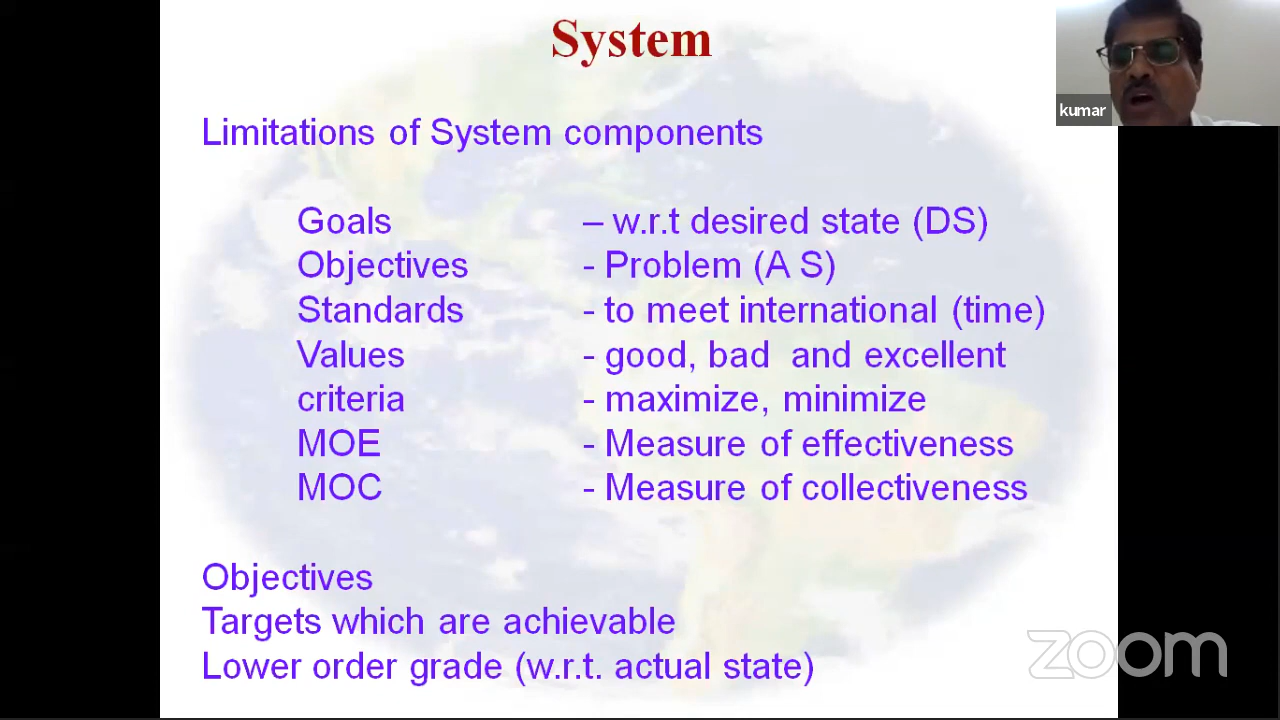 System
kumar
Limitations of System components
Goals – w.r.t desired state (DS)
Objectives - Problem (A S)
Standards - to meet international (time)
Values - good, bad and excellent
criteria - maximize, minimize
MOE - Measure of effectiveness
MOC - Measure of collectiveness
Objectives
Targets which are achievable
Lower order grade (w.r.t. actual state)
zoom